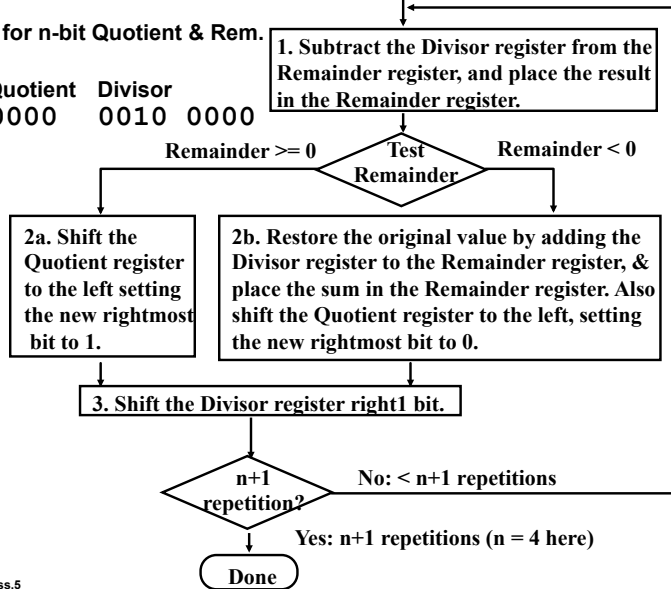 for n-bit Quotient & Rem.
1. Subtract the Divisor register from the
Remainder register, and place the result
in the Remainder register.
Divisor
0000 0010 0000
Remainder >= 0
Test
Remainder
Remainder < 0
2a. Shift the
Quotient register
to the left setting
the new rightmost
bit to 1.
2b. Restore the original value by adding the
Divisor register to the Remainder register, &
place the sum in the Remainder register. Also
shift the Quotient register to the left, setting
the new rightmost bit to 0.
3. Shift the Divisor register right1 bit.
n+1
repetition?
No: < n+1 repetitions
Yes: n+1 repetitions (n = 4 here)
Done
ss.5